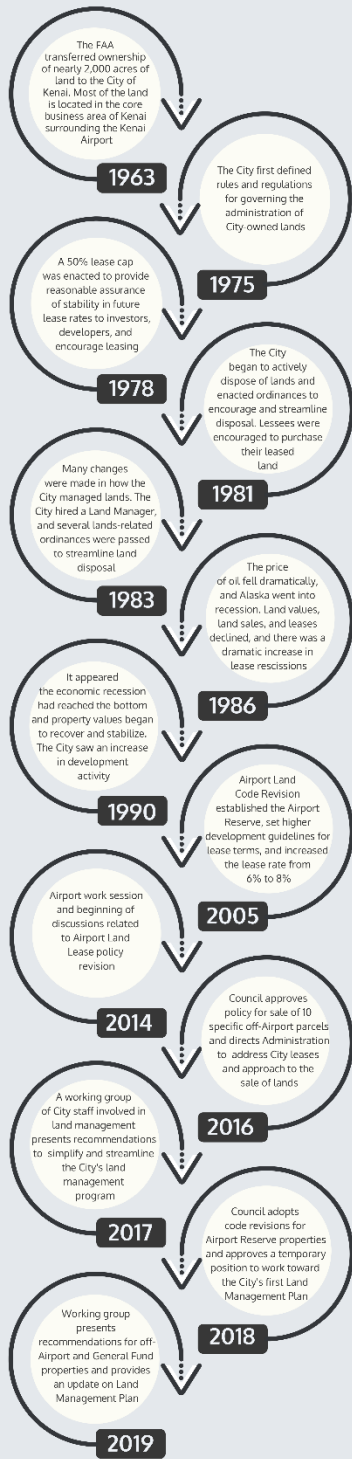 The FAA
transferred ownership
of nearly 2,000 acres of
land to the City of
Kenai. Most of the land
is located in the core
business area of Kenai
surrounding the Kenai
Airport
1963
The City first defined
rules and regulations
for governing the
administration of
City-owned lands
1975
A 50% lease cap
was enacted to provide
reasonable assurance
of stability in future
lease rates to investors,
developers, and
encourage leasing
1978
The City
began to actively
dispose of lands and
enacted ordinances to
encourage and streamline
disposal. Lessees were
encouraged to purchase
their leased
land
1981
Many changes
were made in how the
City managed lands. The
City hired a Land Manager,
and several lands-related
ordinances were passed
to streamline land
disposal
1983
The price
of oil fell dramatically,
and Alaska went into
recession. Land values,
land sales, and leases
declined, and there was a
dramatic increase in
lease rescissions
1986
It appeared
the economic recession
had reached the bottom
and property values began
to recover and stabilize.
The City saw an increase
in development
activity
1990
Airport Land
Code Revision
established the Airport
Reserve, set higher
development guidelines for
lease terms, and increased
the lease rate from
6% to 8%
2005
Airport work session
and beginning of
discussions related
to Airport Land
Lease policy
revision
2014
Council approves
policy for sale of 10
specific off-Airport parcels
and directs Administration
to address City leases
and approach to the
sale of lands
2016
A working group
of City staff involved in
land management
presents recommendations
to simplify and streamline
the City's land
management
program
2017
Council adopts
code revisions for
Airport Reserve properties
and approves a temporary
position to work toward
the City's first Land
Management Plan
2018
Working group
presents
recommendations for off-
Airport and General Fund
properties and provides
an update on Land
Management Plan
2019